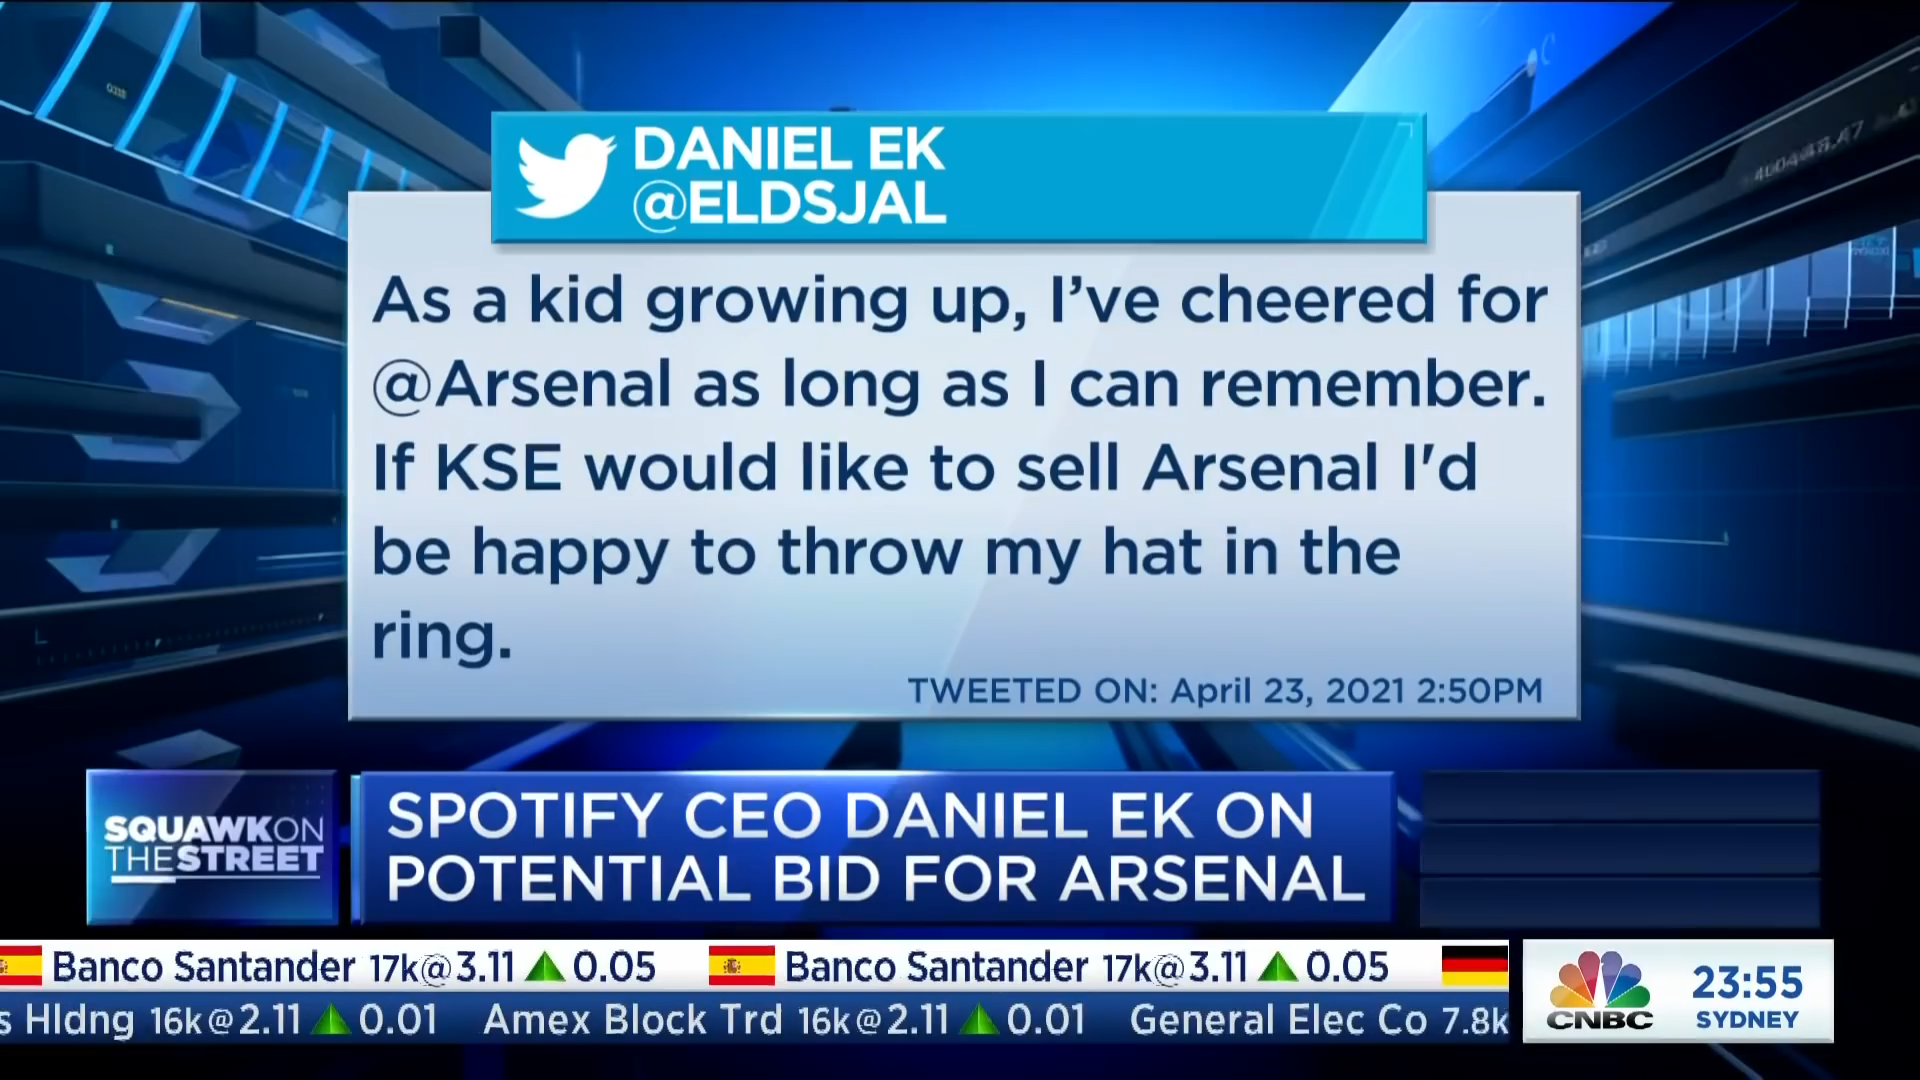 DANIEL EK
@ELDSJAL
As a kid growing up, I’ve cheered for
@Arsenal as long as I can remember.
If KSE would like to sell Arsenal I'd
be happy to throw my hat in the
ring.
TWEETED ON: April 23, 2021 2:50PM
SQUAWK ON
THE STREET
SPOTIFY CEO DANIEL EK ON
POTENTIAL BID FOR ARSENAL
Banco Santander 17k@3.11 ▲ 0.05 Banco Santander 17k@3.11 ▲ 0.05
s Hldng 16k@2.11 ▲ 0.01 Amex Block Trd 16k@2.11 ▲ 0.01 General Elec Co 7.8k
CNBC
23:55
SYDNEY